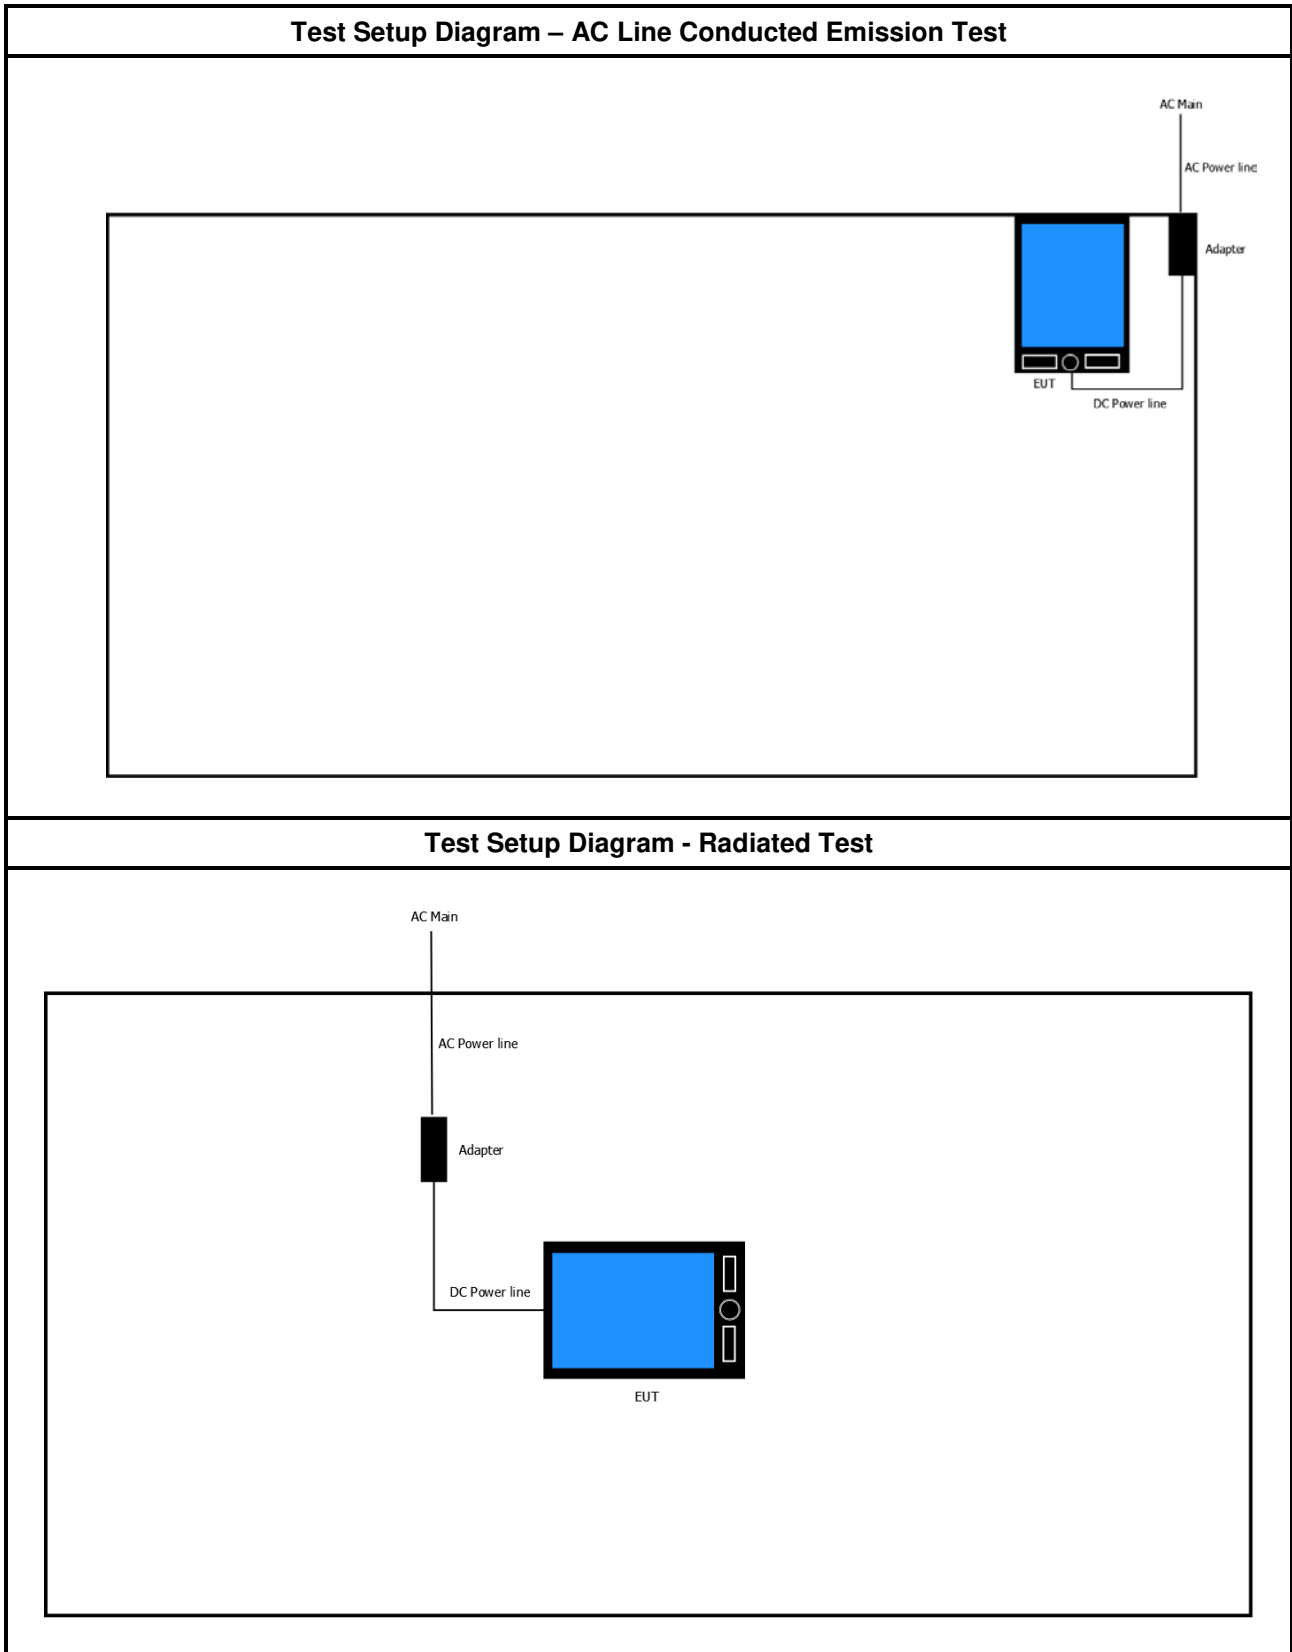 Test Setup Diagram – AC Line Conducted Emission Test
AC Main
AC Power line
Adapter
EUT
DC Power line
Test Setup Diagram - Radiated Test
AC Main
AC Power line
Adapter
DC Power line
EUT